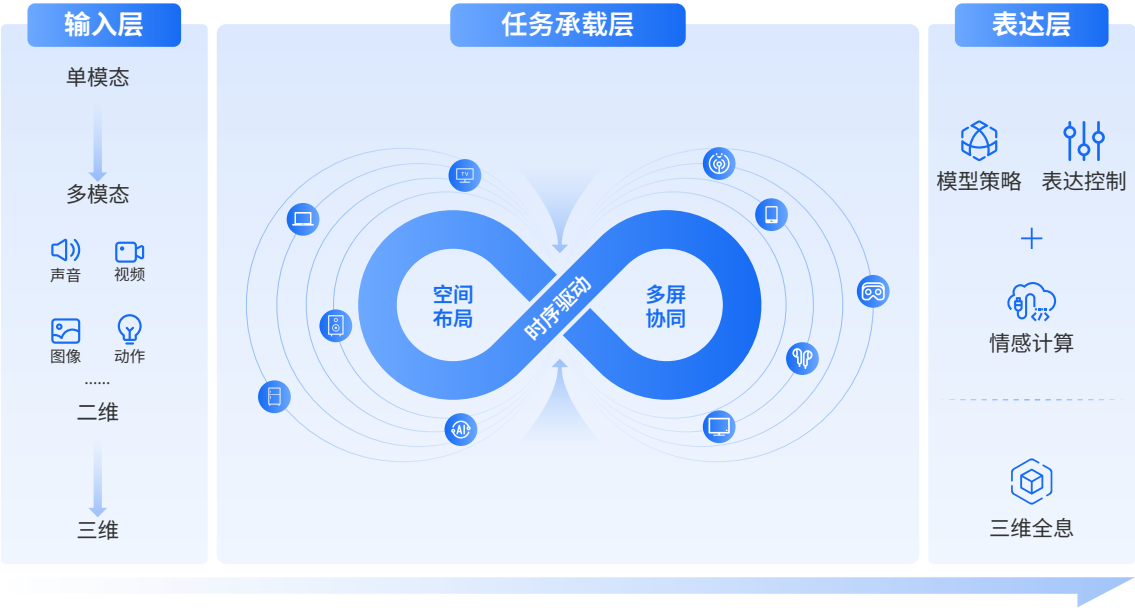 输入层
单模态
多模态
声音
视频
图像
动作
......
二维
三维
任务承载层
TV
空间
布局
时序驱动
多屏
协同
AI
表达层
模型策略
表达控制
+
情感计算
三维全息